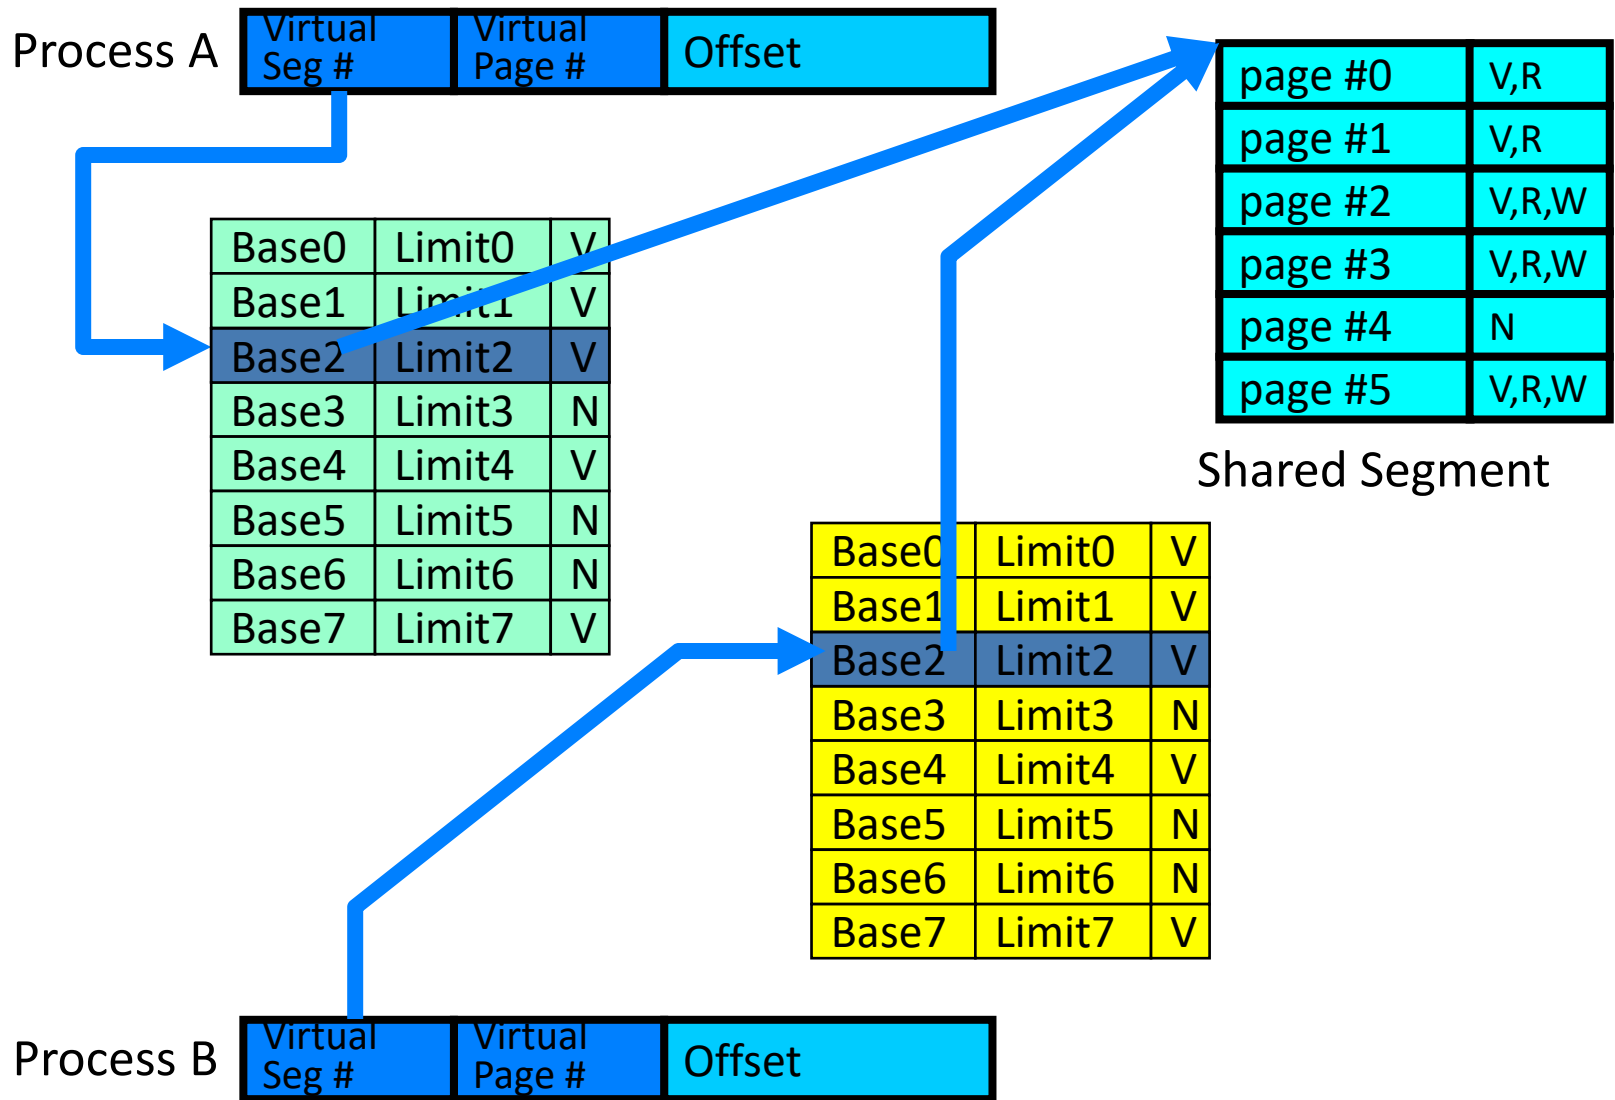 Process A
Virtual
Seg #
Virtual
Page #
Offset
page #0 V,R
page #1 V,R
page #2 V,R,W
page #3 V,R,W
page #4 N
page #5 V,R,W
Shared Segment
Base0 Limit0 V
Base1 Limit1 V
Base2 Limit2 V
Base3 Limit3 N
Base4 Limit4 V
Base5 Limit5 N
Base6 Limit6 N
Base7 Limit7 V
Base0 Limit0 V
Base1 Limit1 V
Base2 Limit2 V
Base3 Limit3 N
Base4 Limit4 V
Base5 Limit5 N
Base6 Limit6 N
Base7 Limit7 V
Process B
Virtual
Seg #
Virtual
Page #
Offset